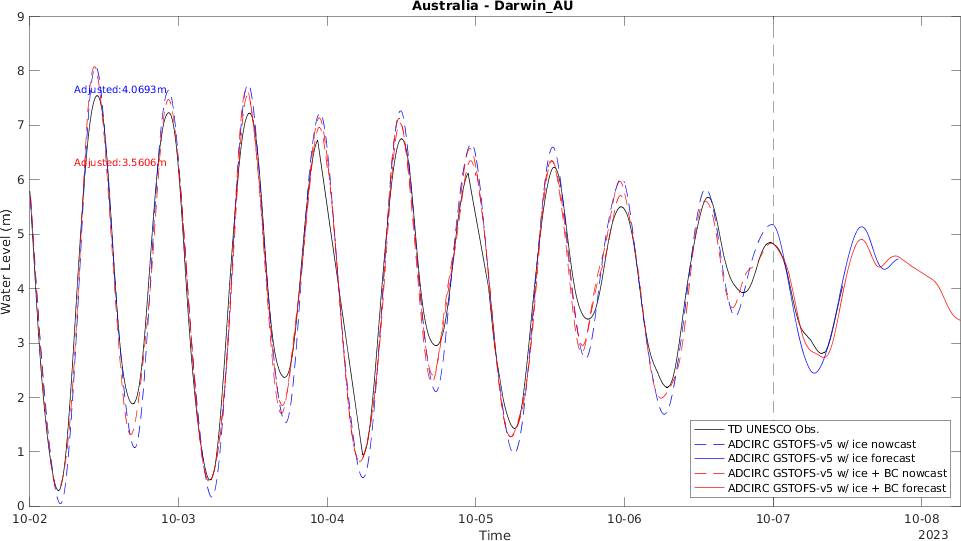 Australia - Darwin_AU
9
8
7
6
5
4
3
2
1
0
Water Level (m)
Adjusted:4.0693m
Adjusted:3.5606m
TD UNESCO Obs.
ADCIRC GSTOFS-v5 w/ ice nowcast
ADCIRC GSTOFS-v5 w/ ice forecast
ADCIRC GSTOFS-v5 w/ ice + BC nowcast
ADCIRC GSTOFS-v5 w/ ice + BC forecast
10-02 10-03 10-04 10-05 10-06 10-07 10-08
Time
2023